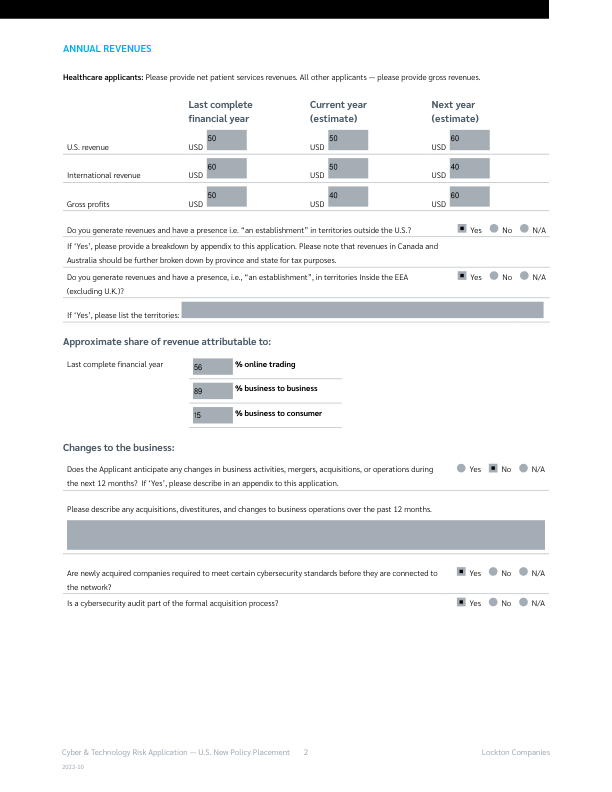 ANNUAL REVENUES
Healthcare applicants: Please provide net patient services revenues. All other applicants — please provide gross revenues.
Last complete financial year
Current year (estimate)
Next year (estimate)
U.S. revenue USD 50 USD 50 USD 60
International revenue USD 60 USD 50 USD 40
Gross profits USD 50 USD 40 USD 60
Do you generate revenues and have a presence i.e. “an establishment” in territories outside the U.S.? Yes No N/A
If ‘Yes’, please provide a breakdown by appendix to this application. Please note that revenues in Canada and
Australia should be further broken down by province and state for tax purposes.
Do you generate revenues and have a presence, i.e., “an establishment”, in territories Inside the EEA Yes No N/A
(excluding U.K.)?
If ‘Yes’, please list the territories:
Approximate share of revenue attributable to:
Last complete financial year 56 % online trading
89 % business to business
15 % business to consumer
Changes to the business:
Does the Applicant anticipate any changes in business activities, mergers, acquisitions, or operations during Yes No N/A
the next 12 months? If ‘Yes’, please describe in an appendix to this application.
Please describe any acquisitions, divestitures, and changes to business operations over the past 12 months.
Are newly acquired companies required to meet certain cybersecurity standards before they are connected to Yes No N/A
the network?
Is a cybersecurity audit part of the formal acquisition process? Yes No N/A
Cyber & Technology Risk Application — U.S. New Policy Placement 2 Lockton Companies
2022-10